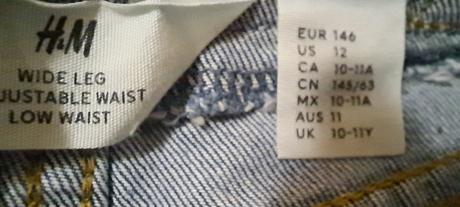 H&M
WIDE LEG
JUSTABLE WAIST
LOW WAIST
EUR 146
US 12
CA 10-11A
CN 145/63
MX 10-11A
AUS 11
UK 10-11Y